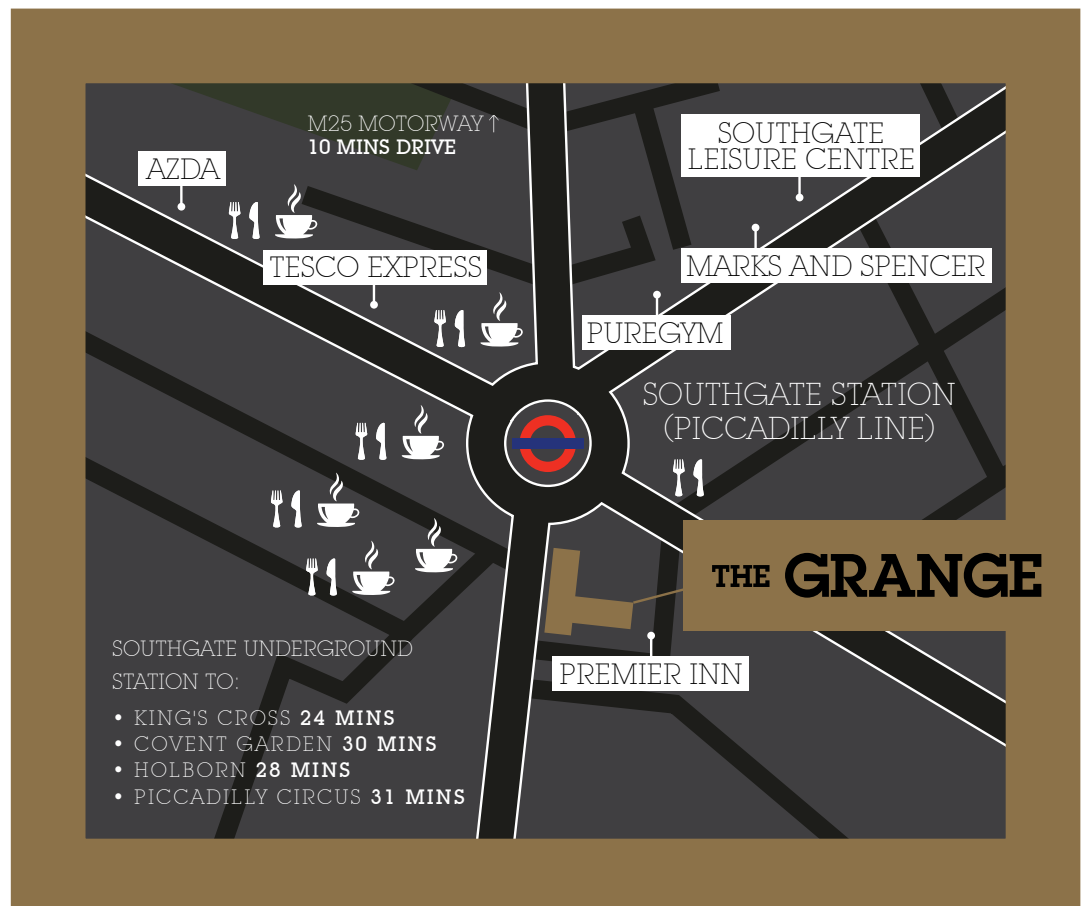 M25 MOTORWAY ↑
10 MINS DRIVE
SOUTHGATE
LEISURE CENTRE
AZDA
TESCO EXPRESS
MARKS AND SPENCER
PUREGYM
SOUTHGATE STATION
(PICCADILLY LINE)
THE GRANGE
PREMIER INN
SOUTHGATE UNDERGROUND
STATION TO:
• KING'S CROSS 24 MINS
• COVENT GARDEN 30 MINS
• HOLBORN 28 MINS
• PICCADILLY CIRCUS 31 MINS